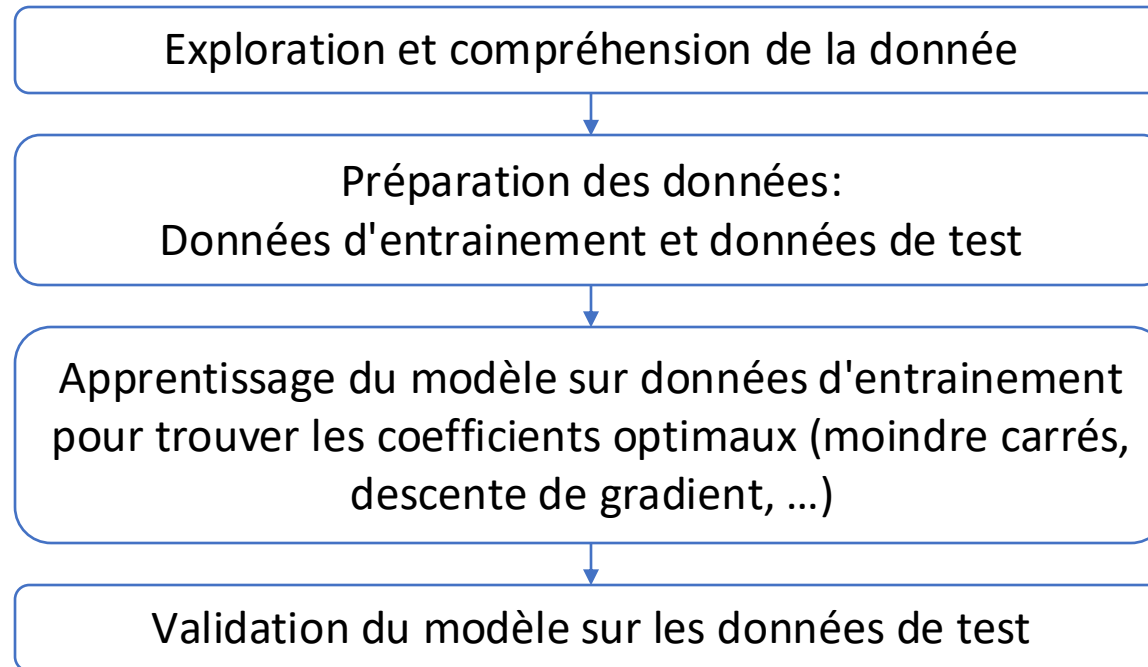 Exploration et compréhension de la donnée
Préparation des données:
Données d'entrainement et données de test
Apprentissage du modèle sur données d'entrainement
pour trouver les coefficients optimaux (moindre carrés,
descente de gradient, …)
Validation du modèle sur les données de test